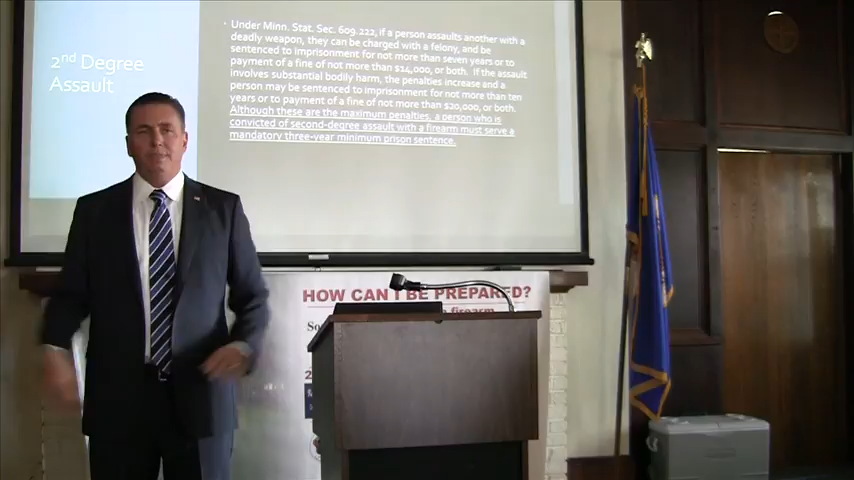 2nd Degree
Assault
• Under Minn. Stat. Sec. 609.222, if a person assaults another with a
deadly weapon, they can be charged with a felony, and be
sentenced to imprisonment for not more than seven years or to
payment of a fine of not more than $14,000, or both. If the assault
involves substantial bodily harm, the penalties increase and a
person may be sentenced to imprisonment for not more than ten
years or to payment of a fine of not more than $20,000, or both.
Although these are the maximum penalties, a person who is
convicted of second-degree assault with a firearm must serve a
mandatory three-year minimum prison sentence.
HOW CAN I BE PREPARED?
firearm